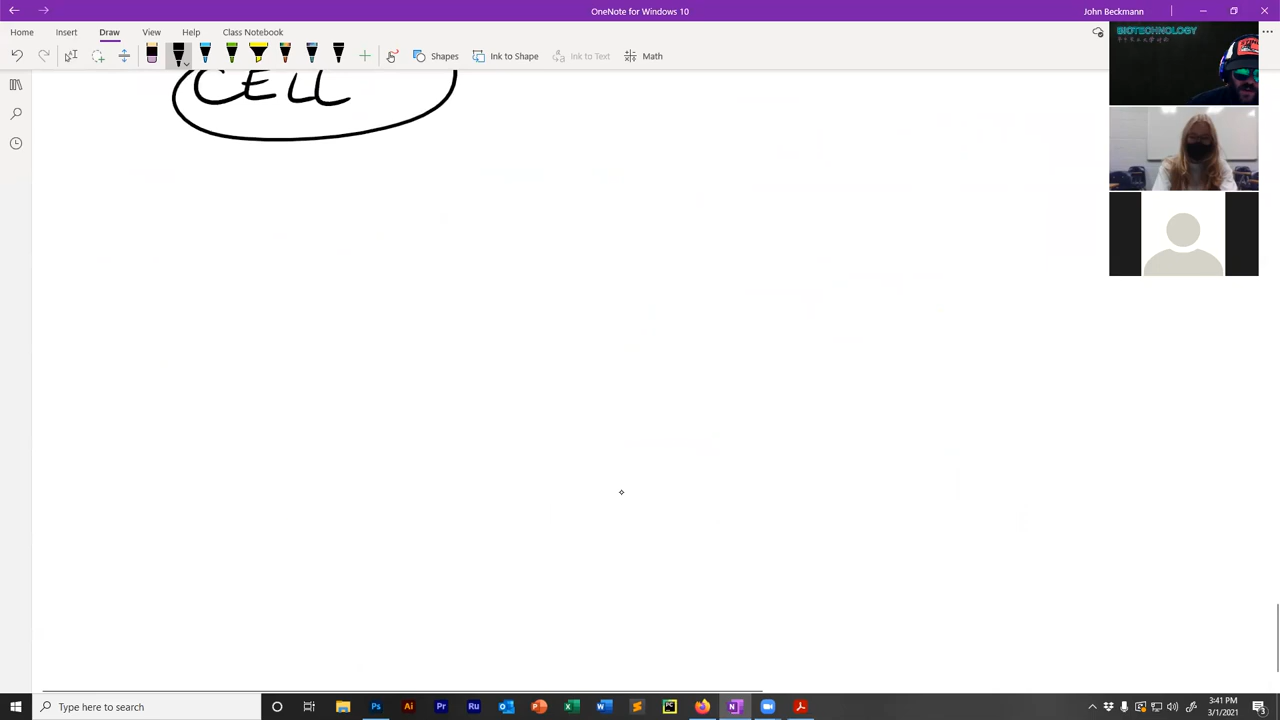 OneNote for Windows 10
John Beckman
Home Insert Draw View Help Class Notebook
BIOTECHNOLOGY
Shapes Ink to Shape Ink to Text Math
CELL
Type here to search
3:41 PM
3/1/2021